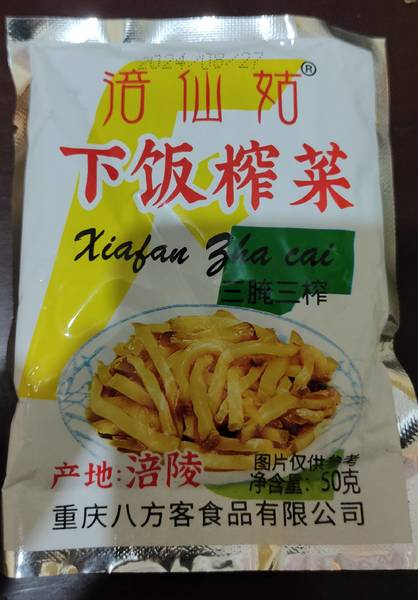 2024/08/27
涪仙姑®
下饭榨菜
Xiafan Zha cai
三腌三榨
产地:涪陵
图片仅供参考
净含量:50克
重庆八方客食品有限公司